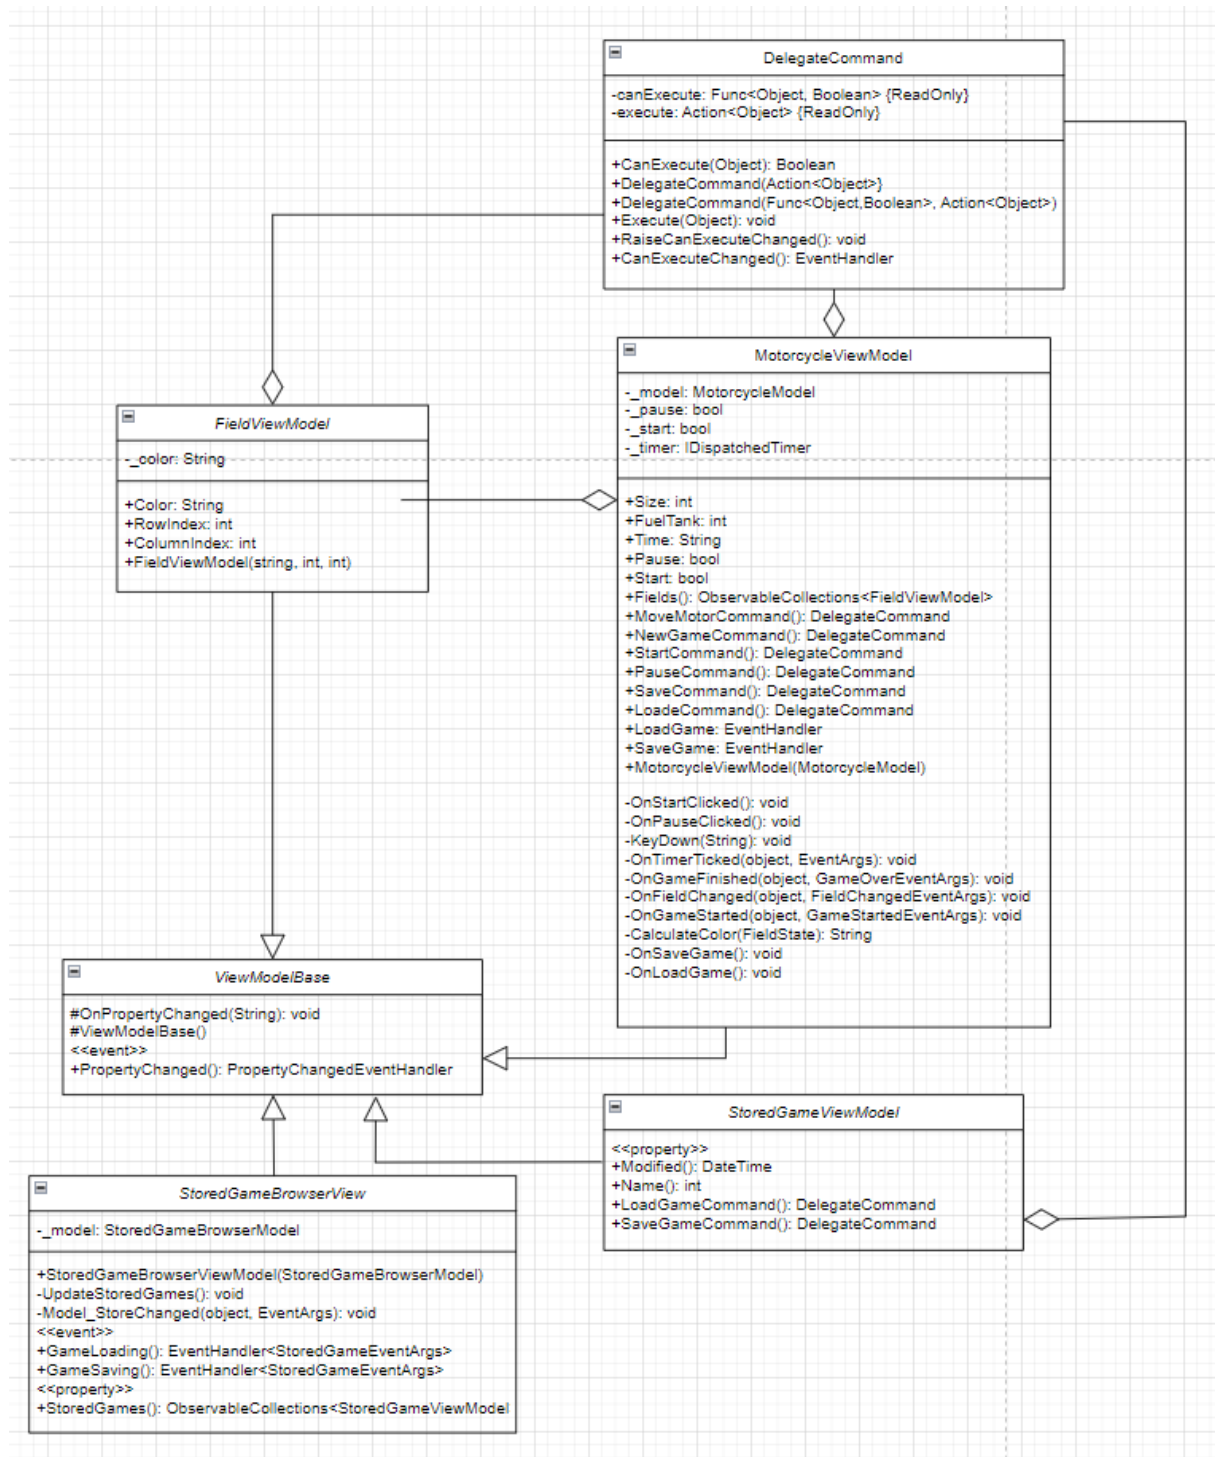 DelegateCommand
-canExecute: Func<Object, Boolean> {ReadOnly}
-execute: Action<Object> {ReadOnly}
+CanExecute(Object): Boolean
+DelegateCommand(Action<Object>}
+DelegateCommand(Func<Object,Boolean>, Action<Object>)
+Execute(Object): void
+RaiseCanExecuteChanged(): void
+CanExecuteChanged(): EventHandler
MotorcycleViewModel
-_model: MotorcycleModel
-_pause: bool
-_start: bool
-_timer: IDispatchedTimer
+Size: int
+FuelTank: int
+Time: String
+Pause: bool
+Start: bool
+Fields(): ObservableCollections<FieldViewModel>
+MoveMotorCommand(): DelegateCommand
+NewGameCommand(): DelegateCommand
+StartCommand(): DelegateCommand
+PauseCommand(): DelegateCommand
+SaveCommand(): DelegateCommand
+LoadeCommand(): DelegateCommand
+LoadGame: EventHandler
+SaveGame: EventHandler
+MotorcycleViewModel(MotorcycleModel)
-OnStartClicked(): void
-OnPauseClicked(): void
-KeyDown(String): void
-OnTimerTicked(object, EventArgs): void
-OnGameFinished(object, GameOverEventArgs): void
-OnFieldChanged(object, FieldChangedEventArgs): void
-OnGameStarted(object, GameStartedEventArgs): void
-CalculateColor(FieldState): String
-OnSaveGame(): void
-OnLoadGame(): void
FieldViewModel
-_color: String
+Color: String
+RowIndex: int
+ColumnIndex: int
+FieldViewModel(string, int, int)
ViewModelBase
#OnPropertyChanged(String): void
#ViewModelBase()
<<event>>
+PropertyChanged(): PropertyChangedEventHandler
StoredGameViewModel
<<property>>
+Modified(): DateTime
+Name(): int
+LoadGameCommand(): DelegateCommand
+SaveGameCommand(): DelegateCommand
StoredGameBrowserView
-_model: StoredGameBrowserModel
+StoredGameBrowserViewModel(StoredGameBrowserModel)
-UpdateStoredGames(): void
-Model_StoreChanged(object, EventArgs): void
<<event>>
+GameLoading(): EventHandler<StoredGameEventArgs>
+GameSaving(): EventHandler<StoredGameEventArgs>
<<property>>
+StoredGames(): ObservableCollections<StoredGameViewModel